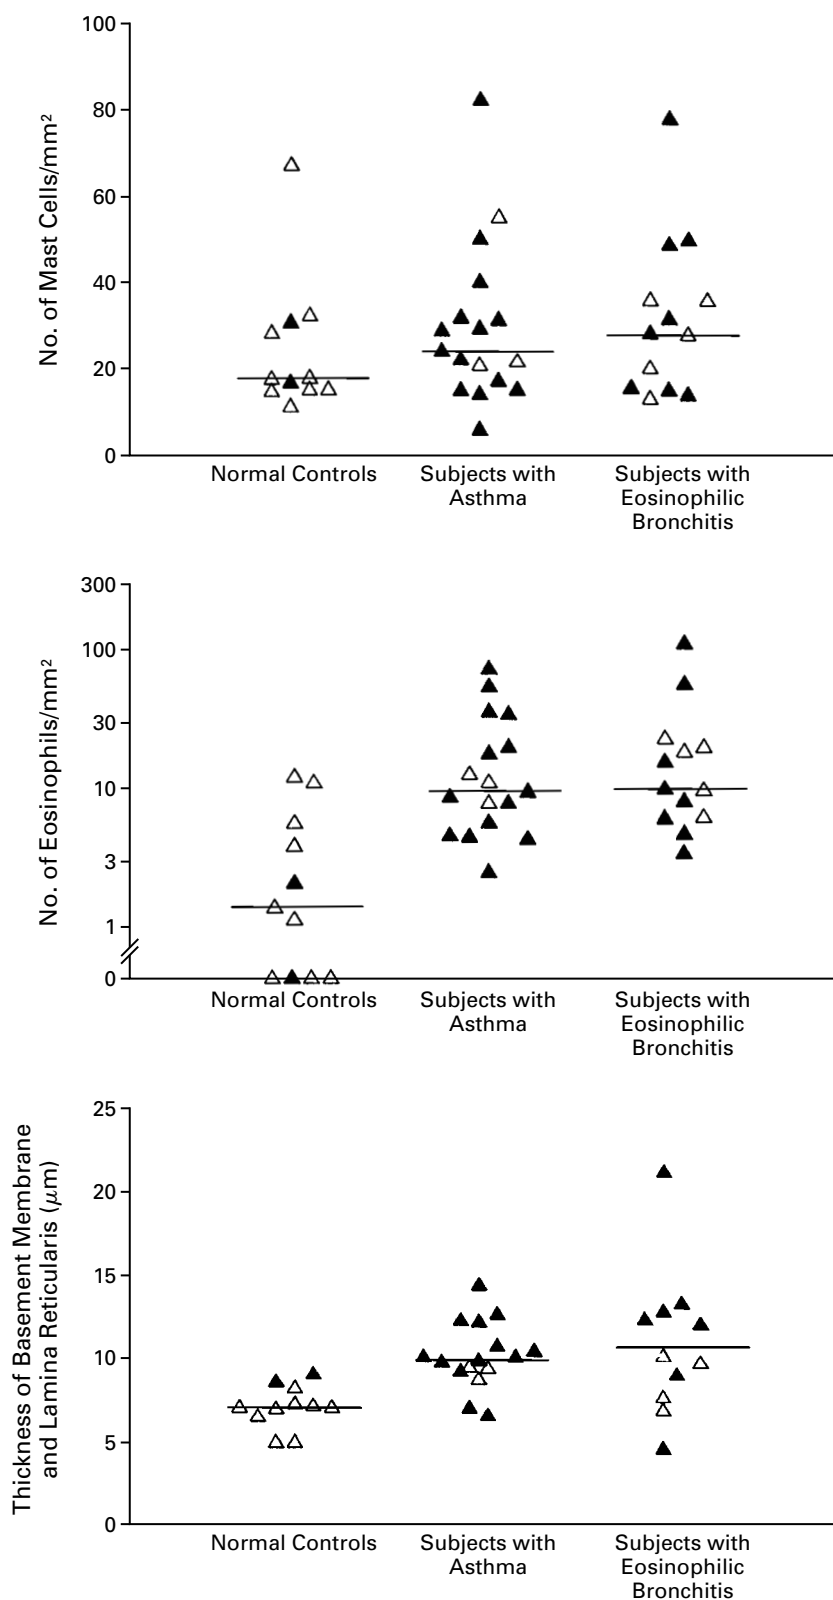 No. of Mast Cells/mm²
100
80
60
40
20
0
Normal Controls
Subjects with
Asthma
Subjects with
Eosinophilic
Bronchitis
No. of Eosinophils/mm²
300
100
30
10
3
1
0
Normal Controls
Subjects with
Asthma
Subjects with
Eosinophilic
Bronchitis
Thickness of Basement Membrane
and Lamina Reticularis (μm)
25
20
15
10
5
0
Normal Controls
Subjects with
Asthma
Subjects with
Eosinophilic
Bronchitis